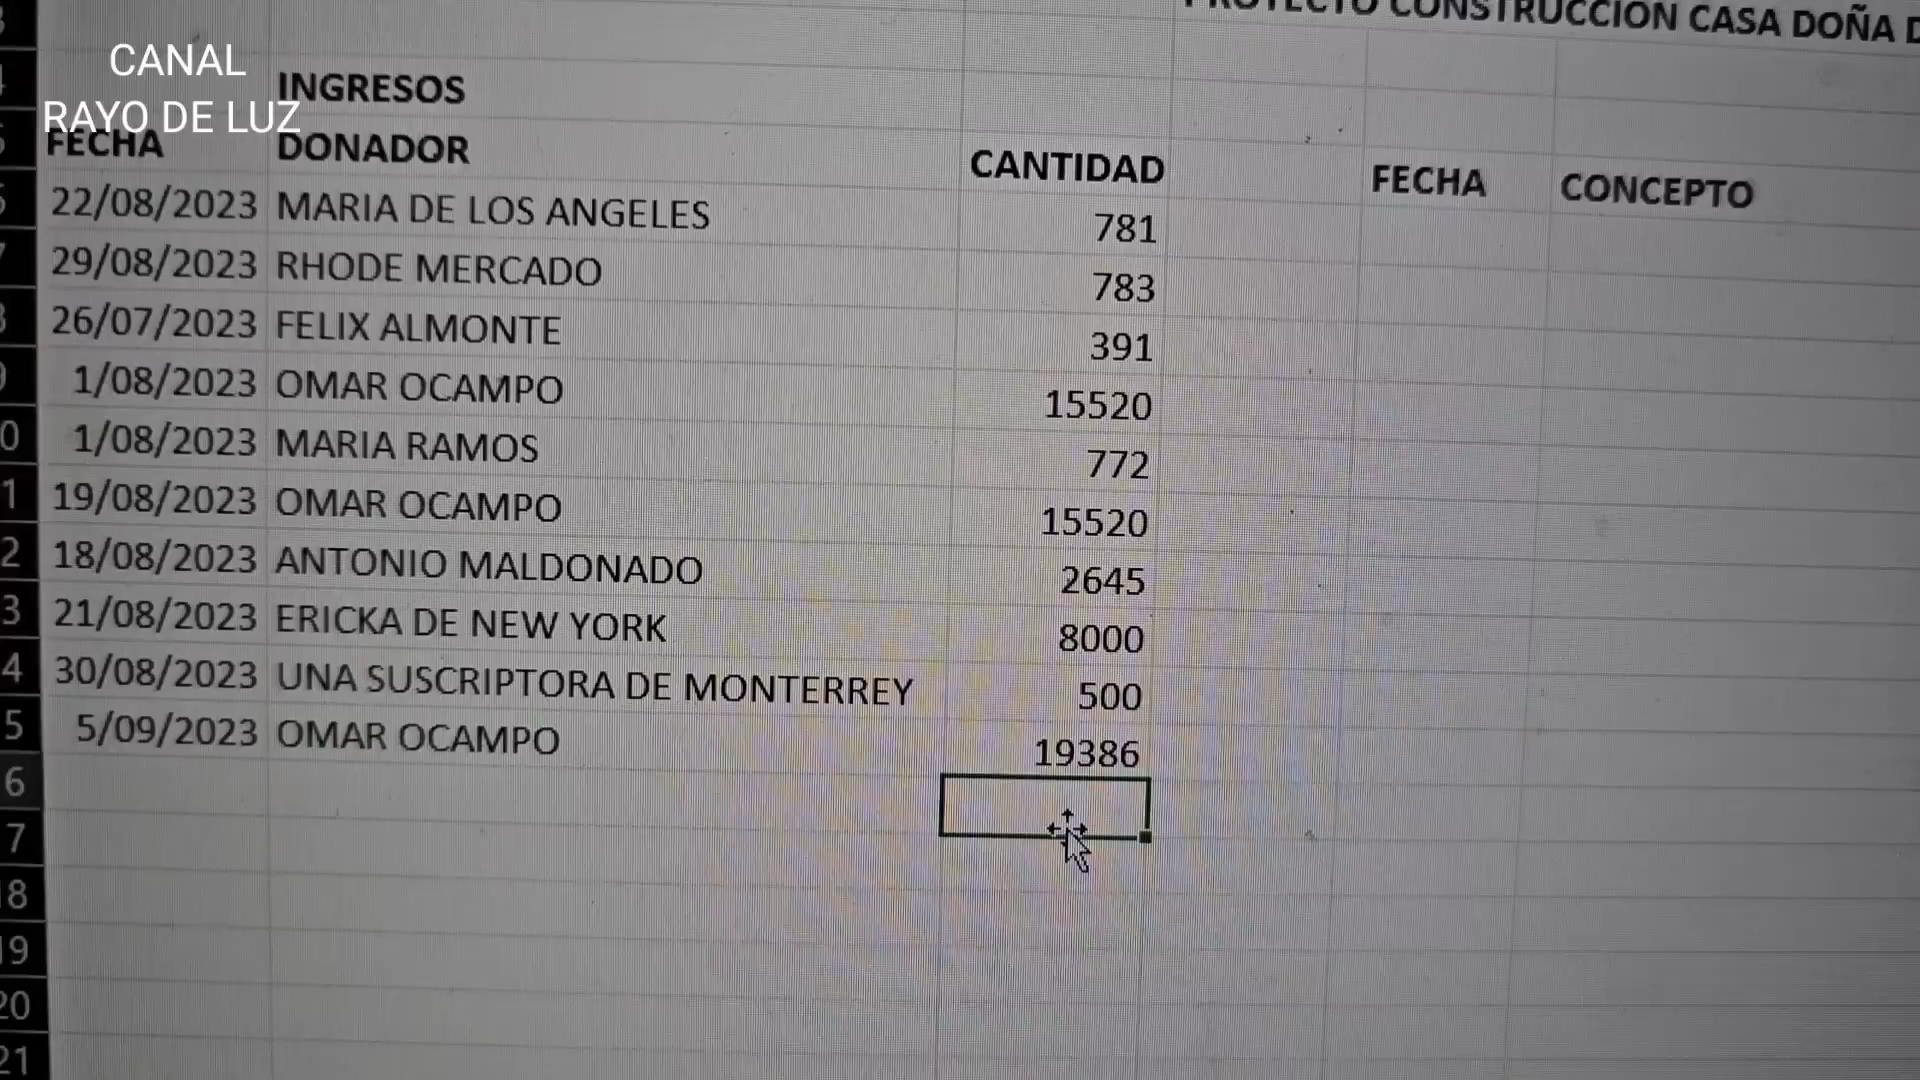 PROYECTO CONSTRUCCION CASA DOÑA
CANAL
RAYO DE LUZ
INGRESOS
FECHA DONADOR CANTIDAD FECHA CONCEPTO
22/08/2023 MARIA DE LOS ANGELES 781
29/08/2023 RHODE MERCADO 783
26/07/2023 FELIX ALMONTE 391
1/08/2023 OMAR OCAMPO 15520
1/08/2023 MARIA RAMOS 772
19/08/2023 OMAR OCAMPO 15520
18/08/2023 ANTONIO MALDONADO 2645
21/08/2023 ERICKA DE NEW YORK 8000
30/08/2023 UNA SUSCRIPTORA DE MONTERREY 500
5/09/2023 OMAR OCAMPO 19386